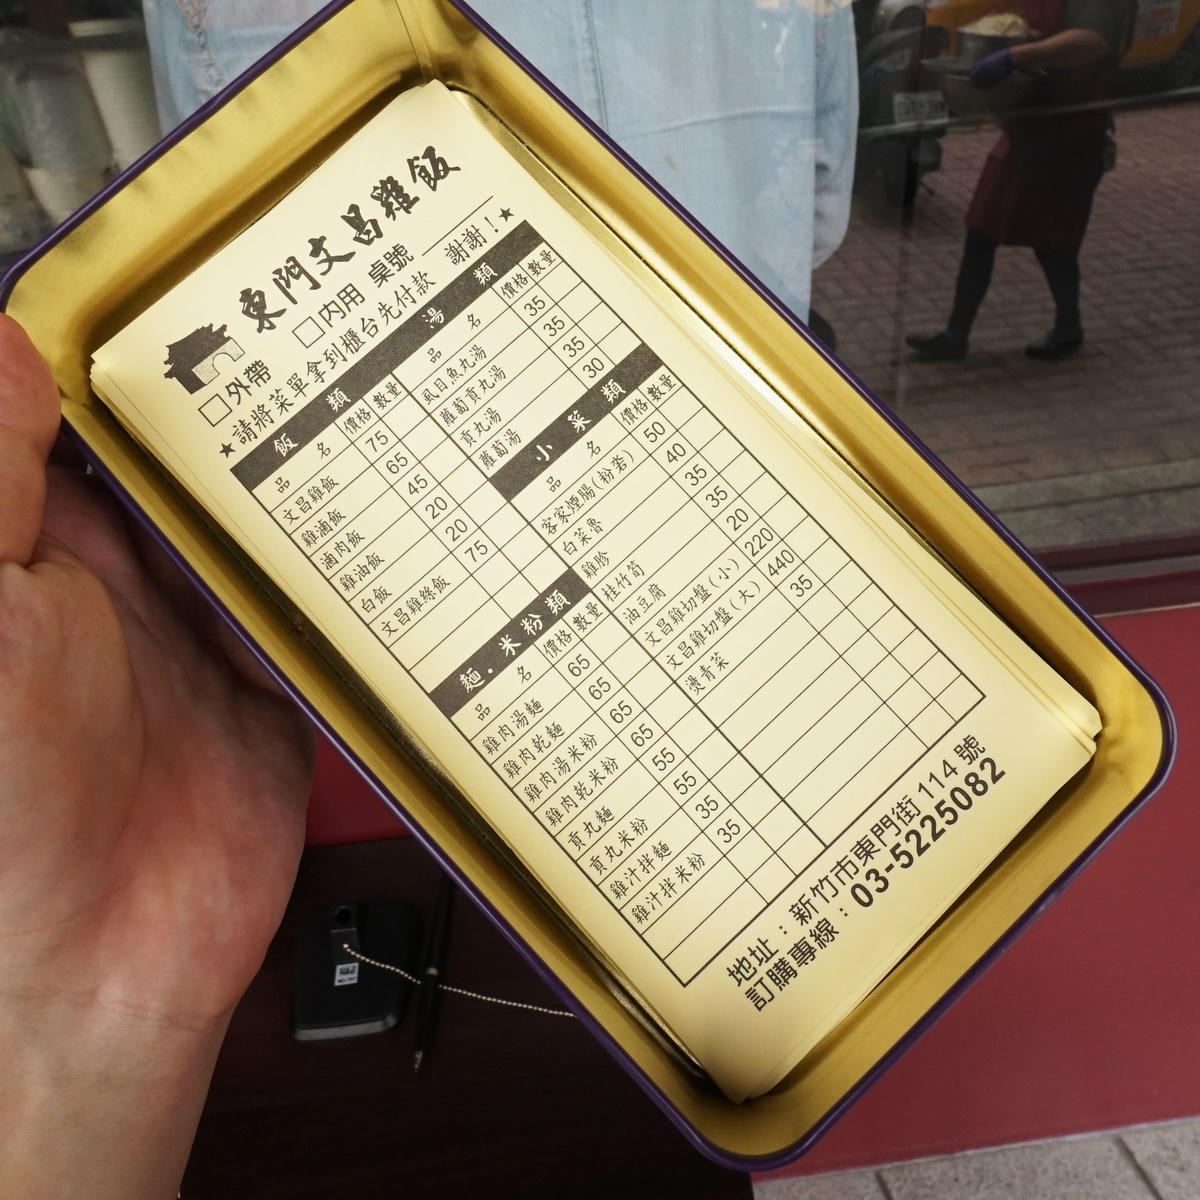 東門文昌雞飯
□外帶 □內用 桌號
★請將菜單拿到櫃台先付款 謝謝!★
飯 類
品 名 價格 數量
文昌雞飯 75
雞滷飯 65
滷肉飯 45
雞油飯 20
白飯 20
文昌雞絲飯 75
麵·米粉類
品 名 價格 數量
雞肉湯麵 65
雞肉乾麵 65
雞肉湯米粉 65
雞肉乾米粉 65
貢丸麵 55
貢丸米粉 55
雞汁拌麵 35
雞汁拌米粉 35
湯 類
品 名 價格 數量
虱目魚丸湯 35
蘿蔔貢丸湯 35
貢丸湯 35
蘿蔔湯 30
小菜類
品 名 價格 數量
客家煙腸(粉沯) 50
白菜魯 40
雞胗 35
桂竹筍 35
油豆腐 20
文昌雞切盤(小) 220
文昌雞切盤(大) 440
燙青菜 35
地址:新竹市東門街 114 號
訂購專線:03-5225082